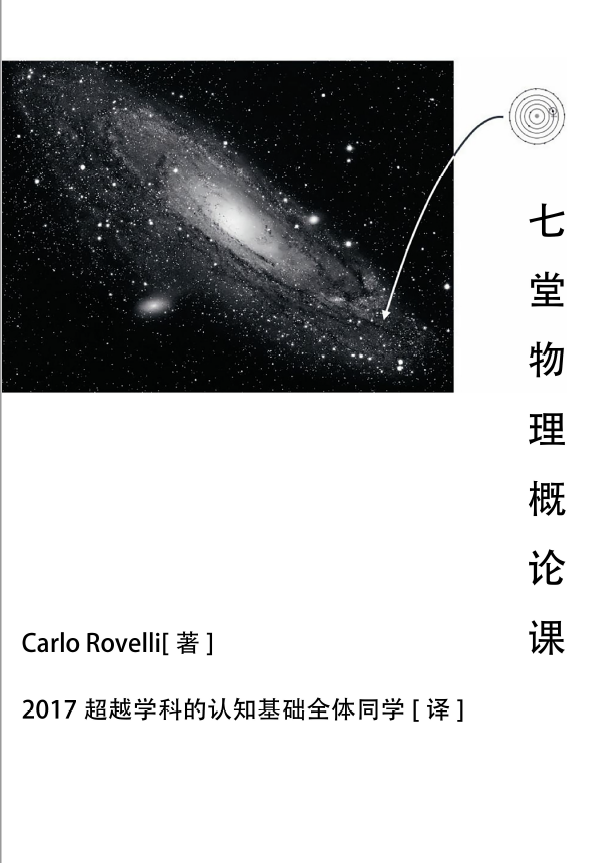 七堂物理概论课
Carlo Rovelli[ 著 ]
2017 超越学科的认知基础全体同学 [ 译 ]